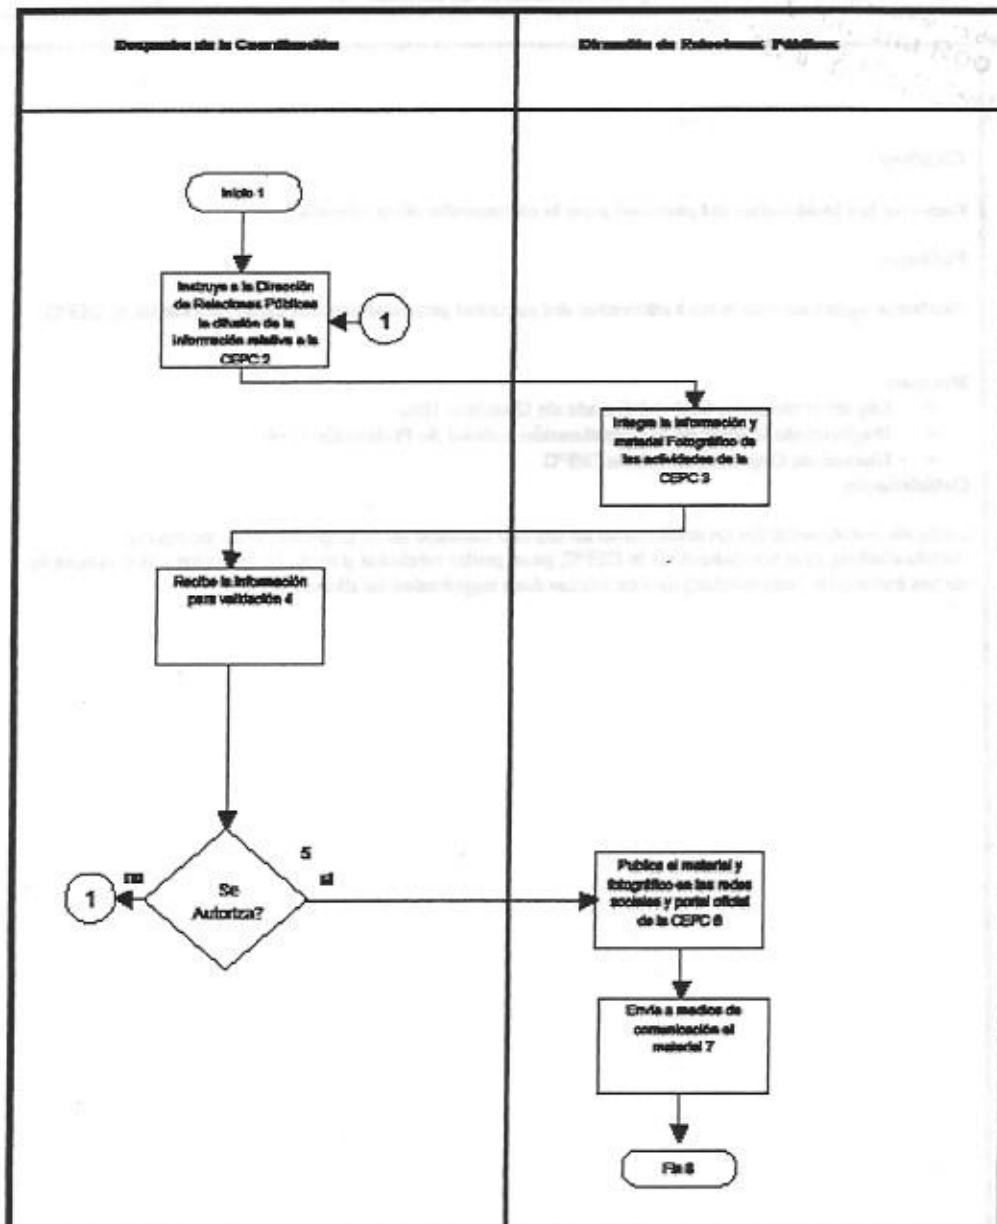 Despacho de la Coordinación
Dirección de Relaciones Públicas
Inicio 1
Instruye a la Dirección
de Relaciones Públicas
la difusión de la
información relativa a la
CEPC 2
1
Integra la información y
material Fotográfico de
las actividades de la
CEPC 3
Recibe la información
para validación 4
Se
Autoriza?
5
si
no
1
Publica el material y
fotográfico en las redes
sociales y portal oficial
de la CEPC 6
Envía a medios de
comunicación el
material 7
Fin 8